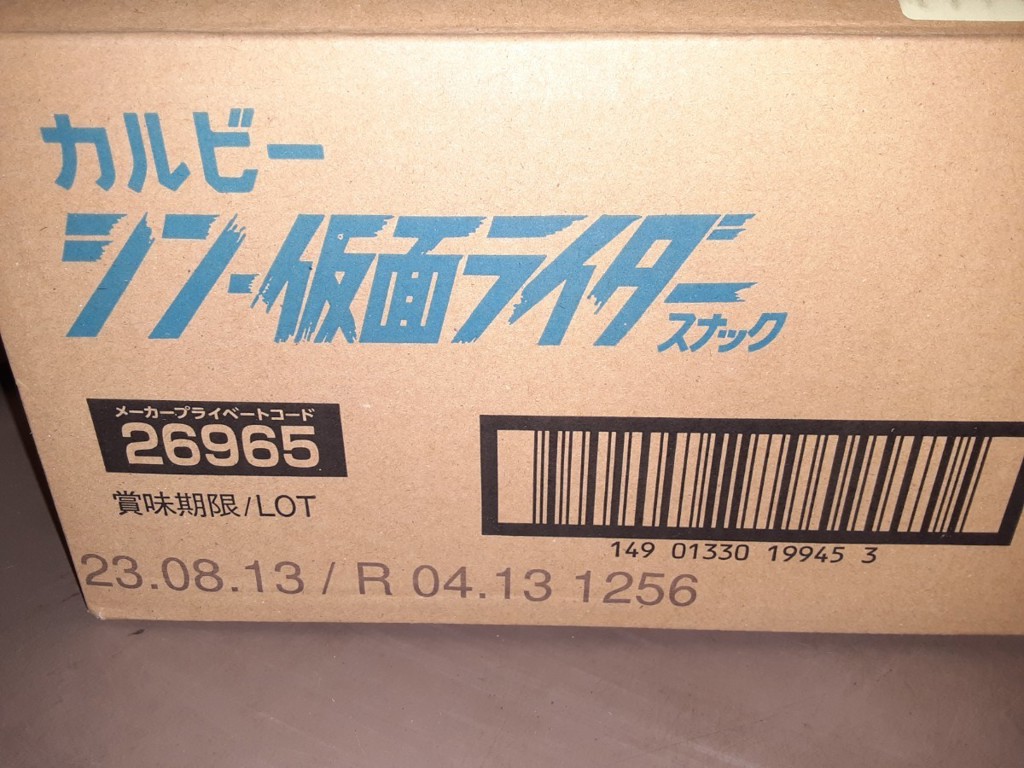 カルビー
シン・仮面ライダー
スナック
メーカープライベートコード
26965
賞味期限/LOT
149 01330 19945 3
23.08.13 / R 04.13 1256